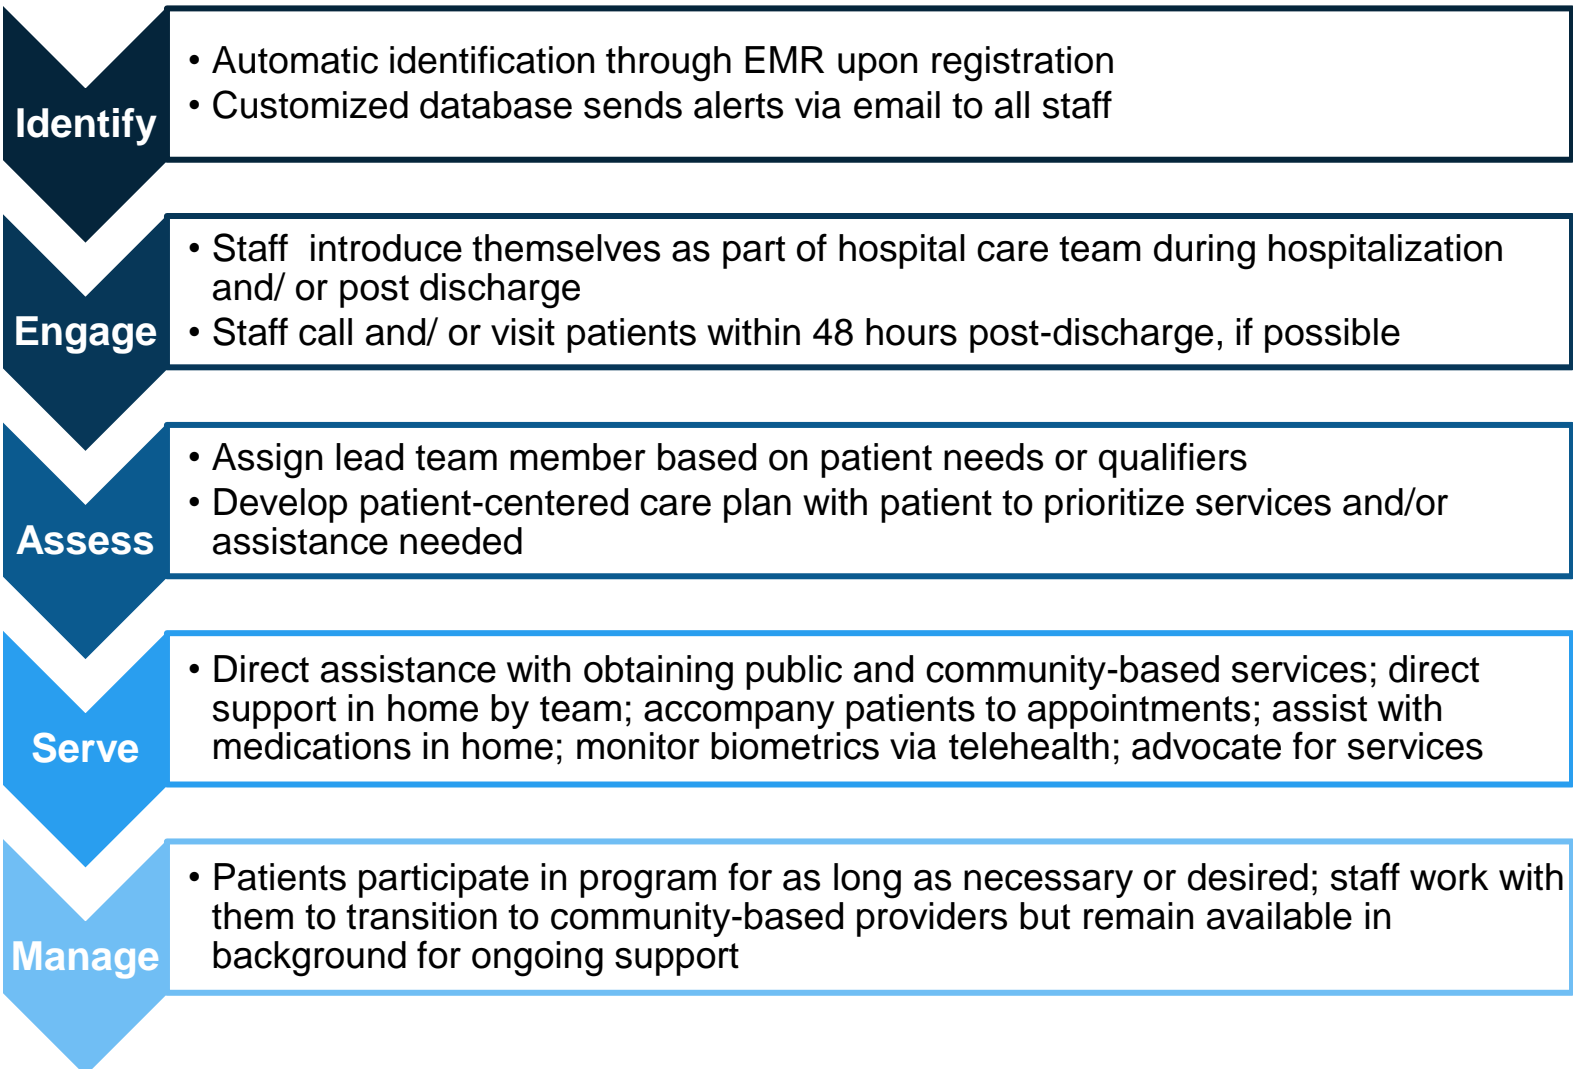 Identify
• Automatic identification through EMR upon registration
• Customized database sends alerts via email to all staff
Engage
• Staff  introduce themselves as part of hospital care team during hospitalization
and/ or post discharge
• Staff call and/ or visit patients within 48 hours post-discharge, if possible
Assess
• Assign lead team member based on patient needs or qualifiers
• Develop patient-centered care plan with patient to prioritize services and/or
assistance needed
Serve
• Direct assistance with obtaining public and community-based services; direct
support in home by team; accompany patients to appointments; assist with
medications in home; monitor biometrics via telehealth; advocate for services
Manage
• Patients participate in program for as long as necessary or desired; staff work with
them to transition to community-based providers but remain available in
background for ongoing support